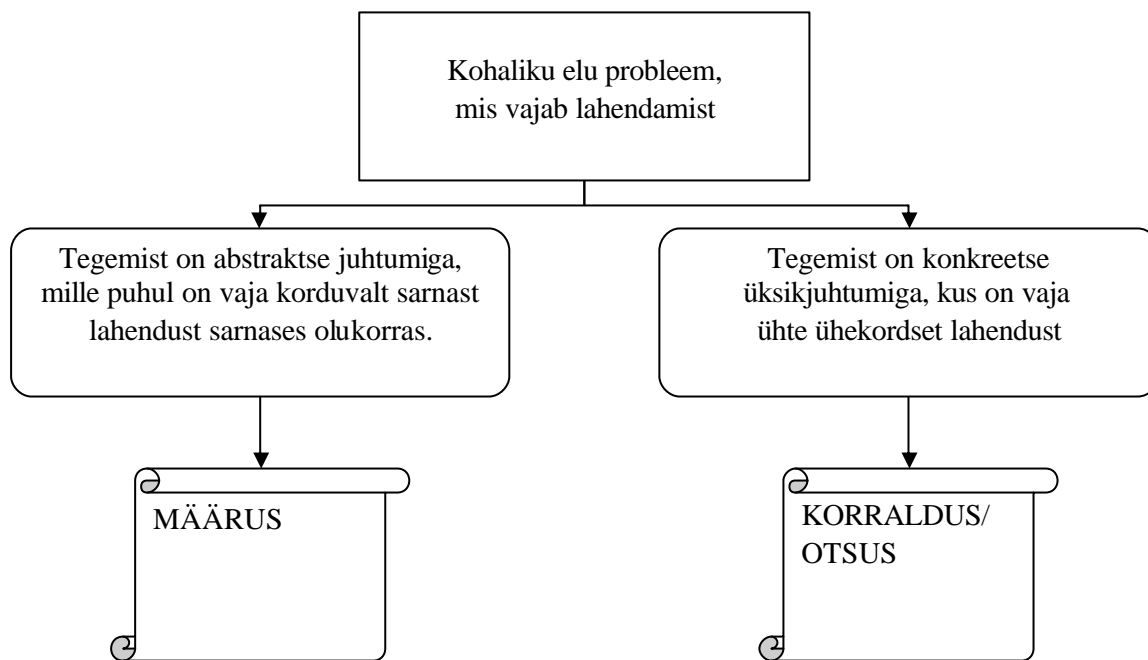 Kohaliku elu probleem,
mis vajab lahendamist
Tegemist on abstraktse juhtumiga,
mille puhul on vaja korduvalt sarnast
lahendust sarnases olukorras.
Tegemist on konkreetse
üksikjuhtumiga, kus on vaja
ühte ühekordset lahendust
MÄÄRUS
KORRALDUS/
OTSUS